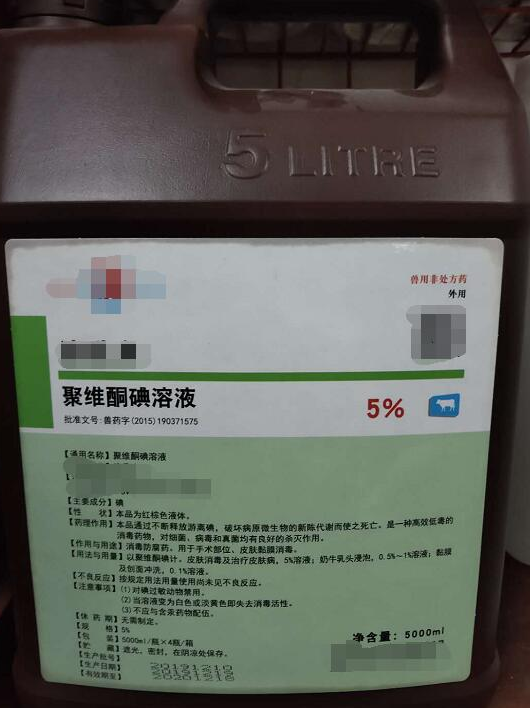 5 LITRE
兽用非处方药
外用
聚维酮碘溶液
5%
批准文号:兽药字(2015)190371575
【通用名称】聚维酮碘溶液
【主要成分】碘
【性 状】本品为红棕色液体。
【药理作用】本品通过不断释放游离碘，破坏病原微生物的新陈代谢而使之死亡、是一种高效低毒的
消毒药物，对细菌、病毒和真菌均有良好的杀灭作用。
【作用与用途】消毒防腐药。用于手术部位、皮肤黏膜消毒。
【用法与用量】以聚维酮碘计。皮肤消毒及治疗皮肤病，5%溶液；奶牛乳头浸泡，0.5%~1%溶液；黏膜
及创面冲洗，0.1%溶液。
【不良反应】按规定用法用量使用尚未见不良反应。
【注意事项】(1)对碘过敏动物禁用。
(2)当溶液变为白色或淡黄色即失去消毒活性。
(3)不应与含汞药物配伍。
【休 药 期】无需制定。
【规 格】5%
【包 装】5000ml/瓶×4瓶/箱
【贮 藏】遮光，密封，在阴凉处保存。
【生产批号】
【生产日期】
【有效期至】
净含量：5000ml